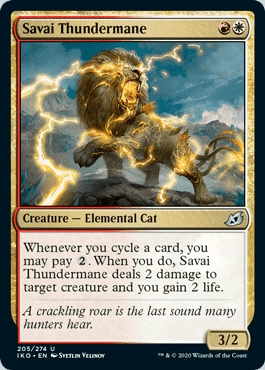 Savai Thundermane
Creature — Elemental Cat
Whenever you cycle a card, you
may pay 2. When you do, Savai
Thundermane deals 2 damage to
target creature and you gain 2 life.
A crackling roar is the last sound many
hunters hear.
3/2
205/274 U
IKO • EN Svetlin Velinov
™ & © 2020 Wizards of the Coast